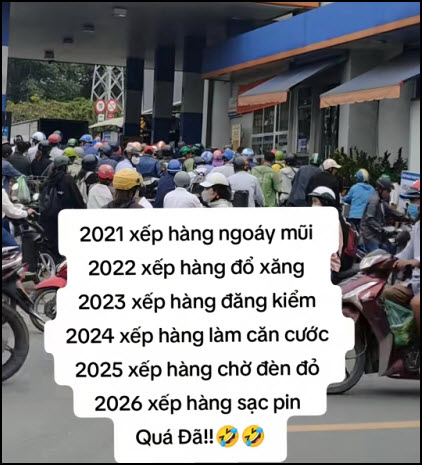 2021 xếp hàng ngoáy mũi
2022 xếp hàng đổ xăng
2023 xếp hàng đăng kiểm
2024 xếp hàng làm căn cước
2025 xếp hàng chờ đèn đỏ
2026 xếp hàng sạc pin
Quá Đã!!🤣🤣